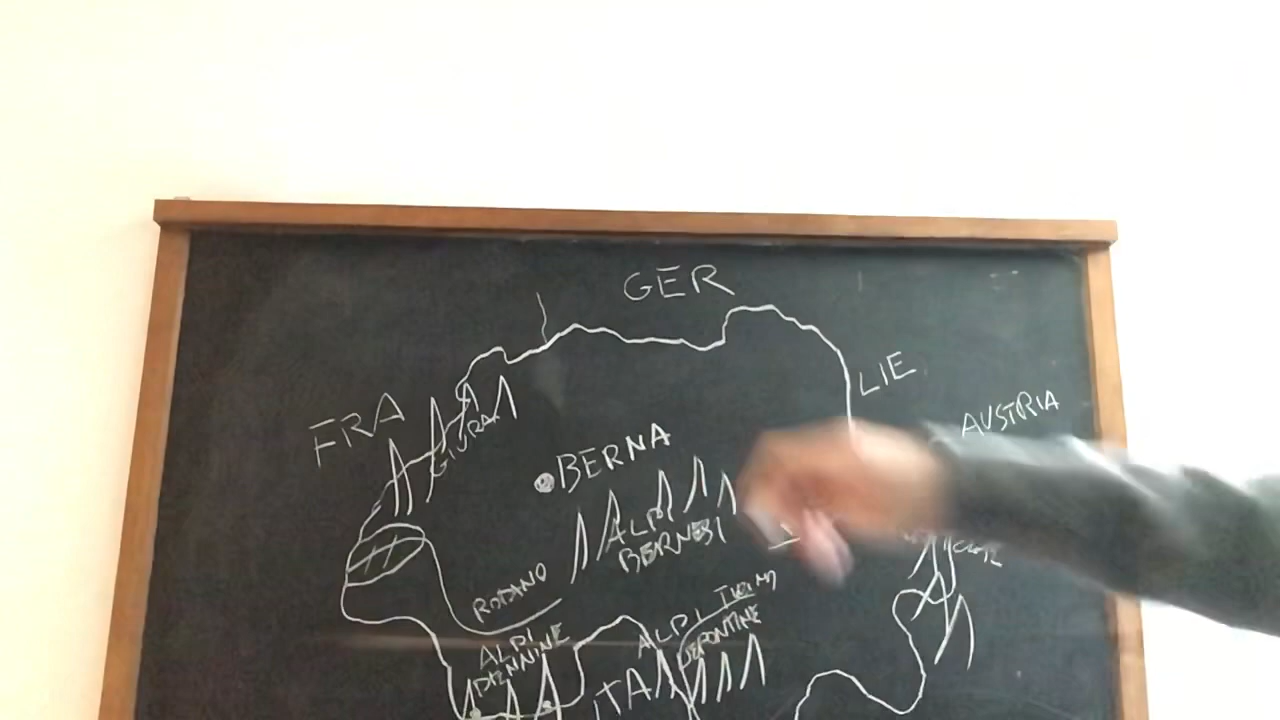 GER
LIE
FRA
AUSTRIA
GIURA
BERNA
ALPI
BERNESI
RODANO
ALPI
PENNINE
ALPI
LEPONTINE
ITA